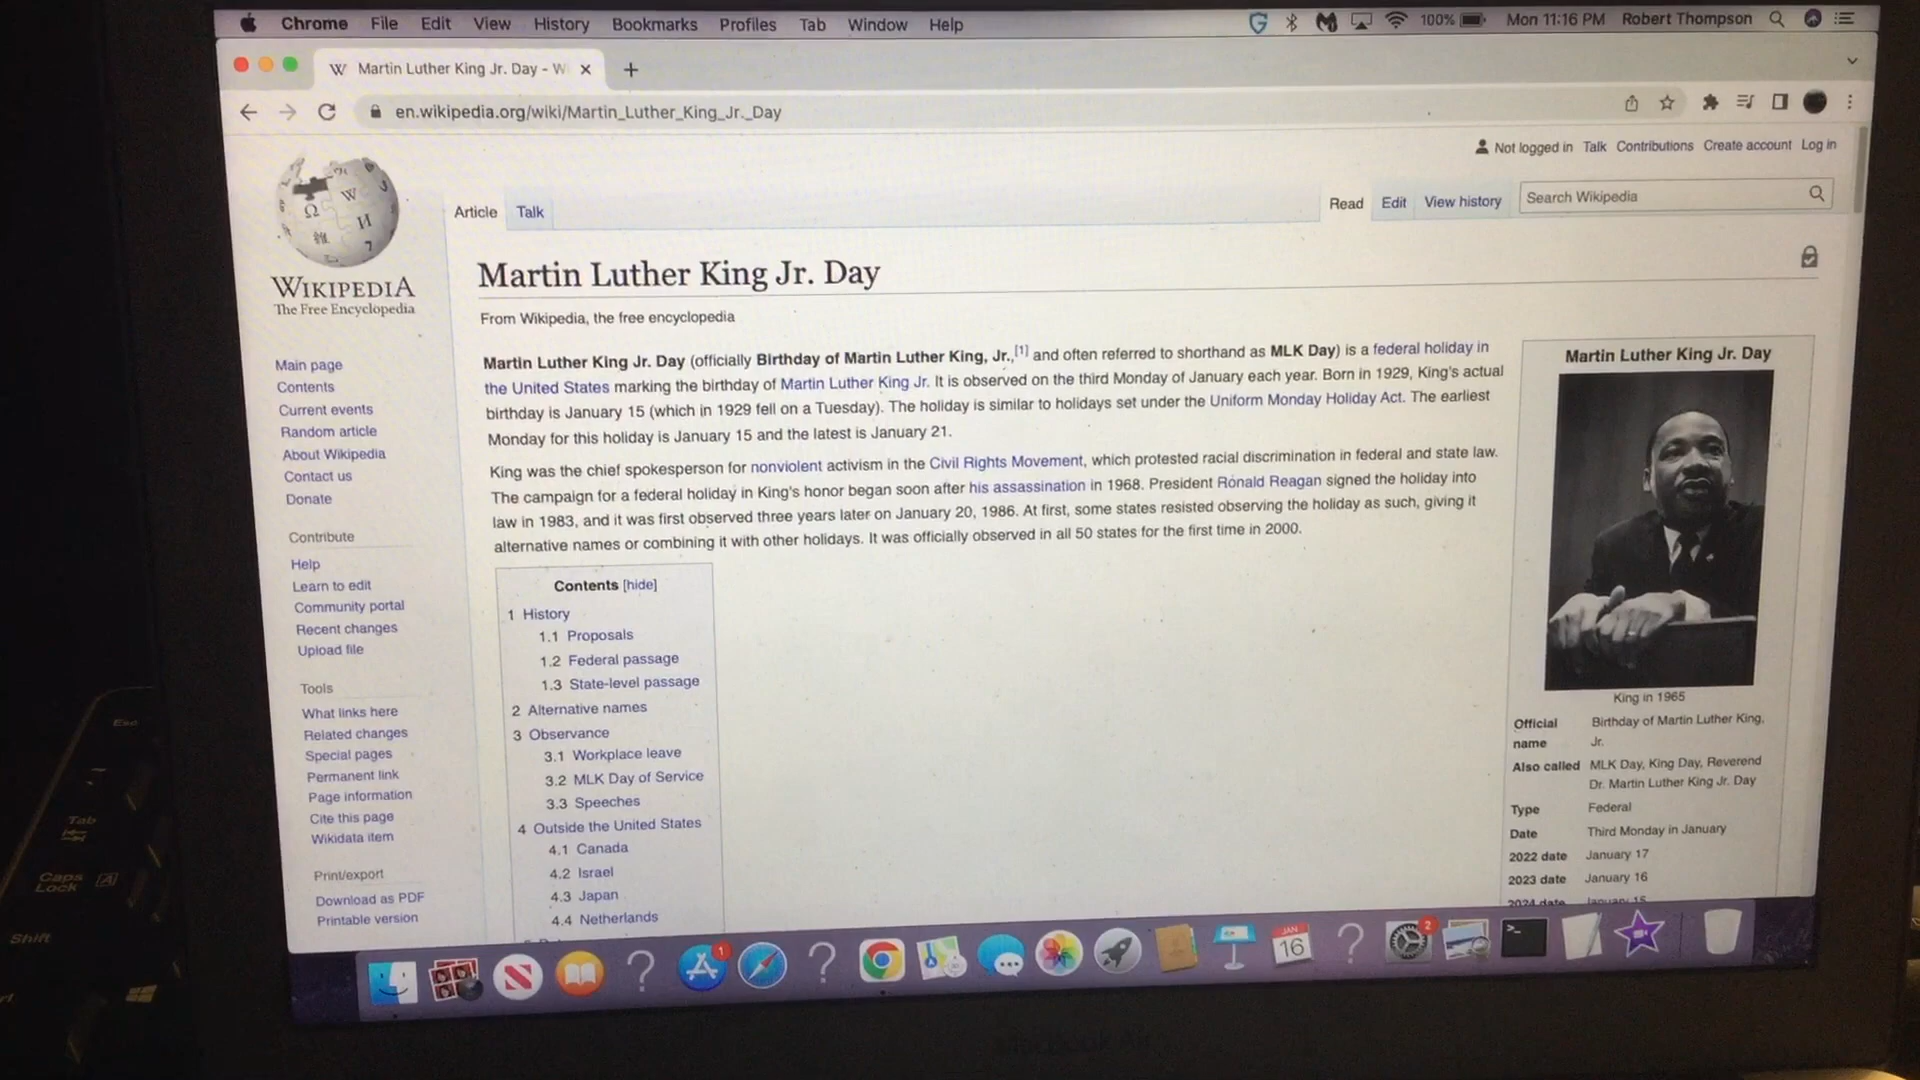 Chrome File Edit View History Bookmarks Profiles Tab Window Help 100% Mon 11:16 PM Robert Thompson
Martin Luther King Jr. Day - W
en.wikipedia.org/wiki/Martin_Luther_King_Jr._Day
Not logged in Talk Contributions Create account Log in
Article Talk Read Edit View history Search Wikipedia
WIKIPEDIA
The Free Encyclopedia
Main page
Contents
Current events
Random article
About Wikipedia
Contact us
Donate
Contribute
Help
Learn to edit
Community portal
Recent changes
Upload file
Tools
What links here
Related changes
Special pages
Permanent link
Page information
Cite this page
Wikidata item
Print/export
Download as PDF
Printable version
Martin Luther King Jr. Day
From Wikipedia, the free encyclopedia
Martin Luther King Jr. Day (officially Birthday of Martin Luther King, Jr.,[1] and often referred to shorthand as MLK Day) is a federal holiday in
the United States marking the birthday of Martin Luther King Jr. It is observed on the third Monday of January each year. Born in 1929, King's actual
birthday is January 15 (which in 1929 fell on a Tuesday). The holiday is similar to holidays set under the Uniform Monday Holiday Act. The earliest
Monday for this holiday is January 15 and the latest is January 21.
King was the chief spokesperson for nonviolent activism in the Civil Rights Movement, which protested racial discrimination in federal and state law.
The campaign for a federal holiday in King's honor began soon after his assassination in 1968. President Ronald Reagan signed the holiday into
law in 1983, and it was first observed three years later on January 20, 1986. At first, some states resisted observing the holiday as such, giving it
alternative names or combining it with other holidays. It was officially observed in all 50 states for the first time in 2000.
Contents [hide]
1 History
1.1 Proposals
1.2 Federal passage
1.3 State-level passage
2 Alternative names
3 Observance
3.1 Workplace leave
3.2 MLK Day of Service
3.3 Speeches
4 Outside the United States
4.1 Canada
4.2 Israel
4.3 Japan
4.4 Netherlands
Martin Luther King Jr. Day
King in 1965
Official name Birthday of Martin Luther King, Jr.
Also called MLK Day, King Day, Reverend
Dr. Martin Luther King Jr. Day
Type Federal
Date Third Monday in January
2022 date January 17
2023 date January 16
2024 date January 15
1
JAN
16
2
Esc
Tab
Caps
Lock A
Shift